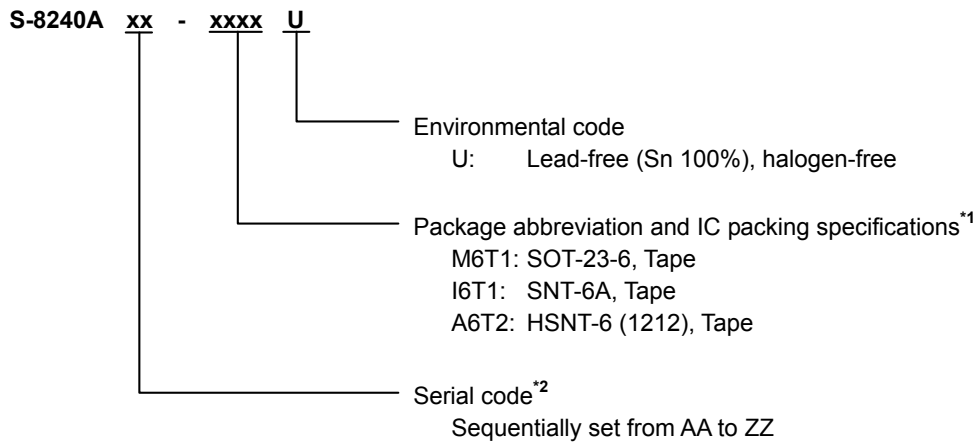 S-8240A xx - xxxx U
Environmental code
U: Lead-free (Sn 100%), halogen-free
Package abbreviation and IC packing specifications*1
M6T1: SOT-23-6, Tape
I6T1: SNT-6A, Tape
A6T2: HSNT-6 (1212), Tape
Serial code*2
Sequentially set from AA to ZZ